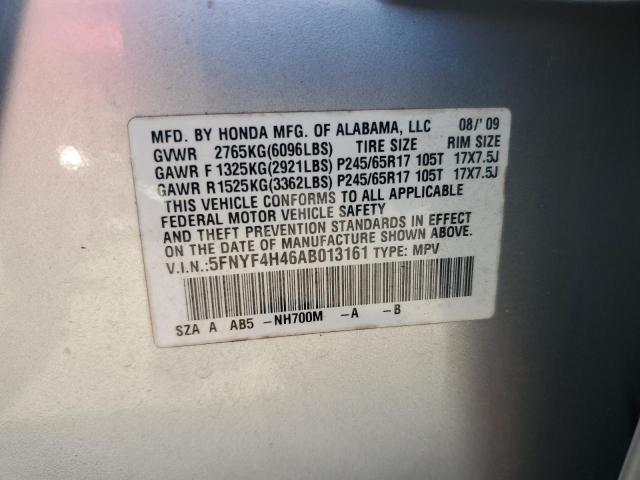 MFD. BY HONDA MFG. OF ALABAMA, LLC 08/'09
GVWR 2765KG(6096LBS) TIRE SIZE RIM SIZE
GAWR F 1325KG(2921LBS) P245/65R17 105T 17X7.5J
GAWR R 1525KG(3362LBS) P245/65R17 105T 17X7.5J
THIS VEHICLE CONFORMS TO ALL APPLICABLE
FEDERAL MOTOR VEHICLE SAFETY
AND THEFT PREVENTION STANDARDS IN EFFECT
ON THE DATE OF MANUFACTURE SHOWN ABOVE.
V.I.N.:5FNYF4H46AB013161 TYPE: MPV
SZA A AB5 -NH700M -A -B